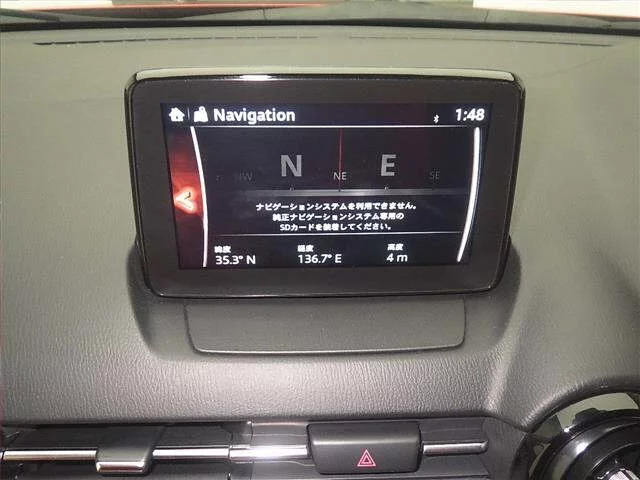 Navigation 1:48
NW N NE E SE
ナビゲーションシステムを利用できません。
純正ナビゲーションシステム専用の
SDカードを装着してください。
緯度 経度 高度
35.3° N 136.7° E 4 m